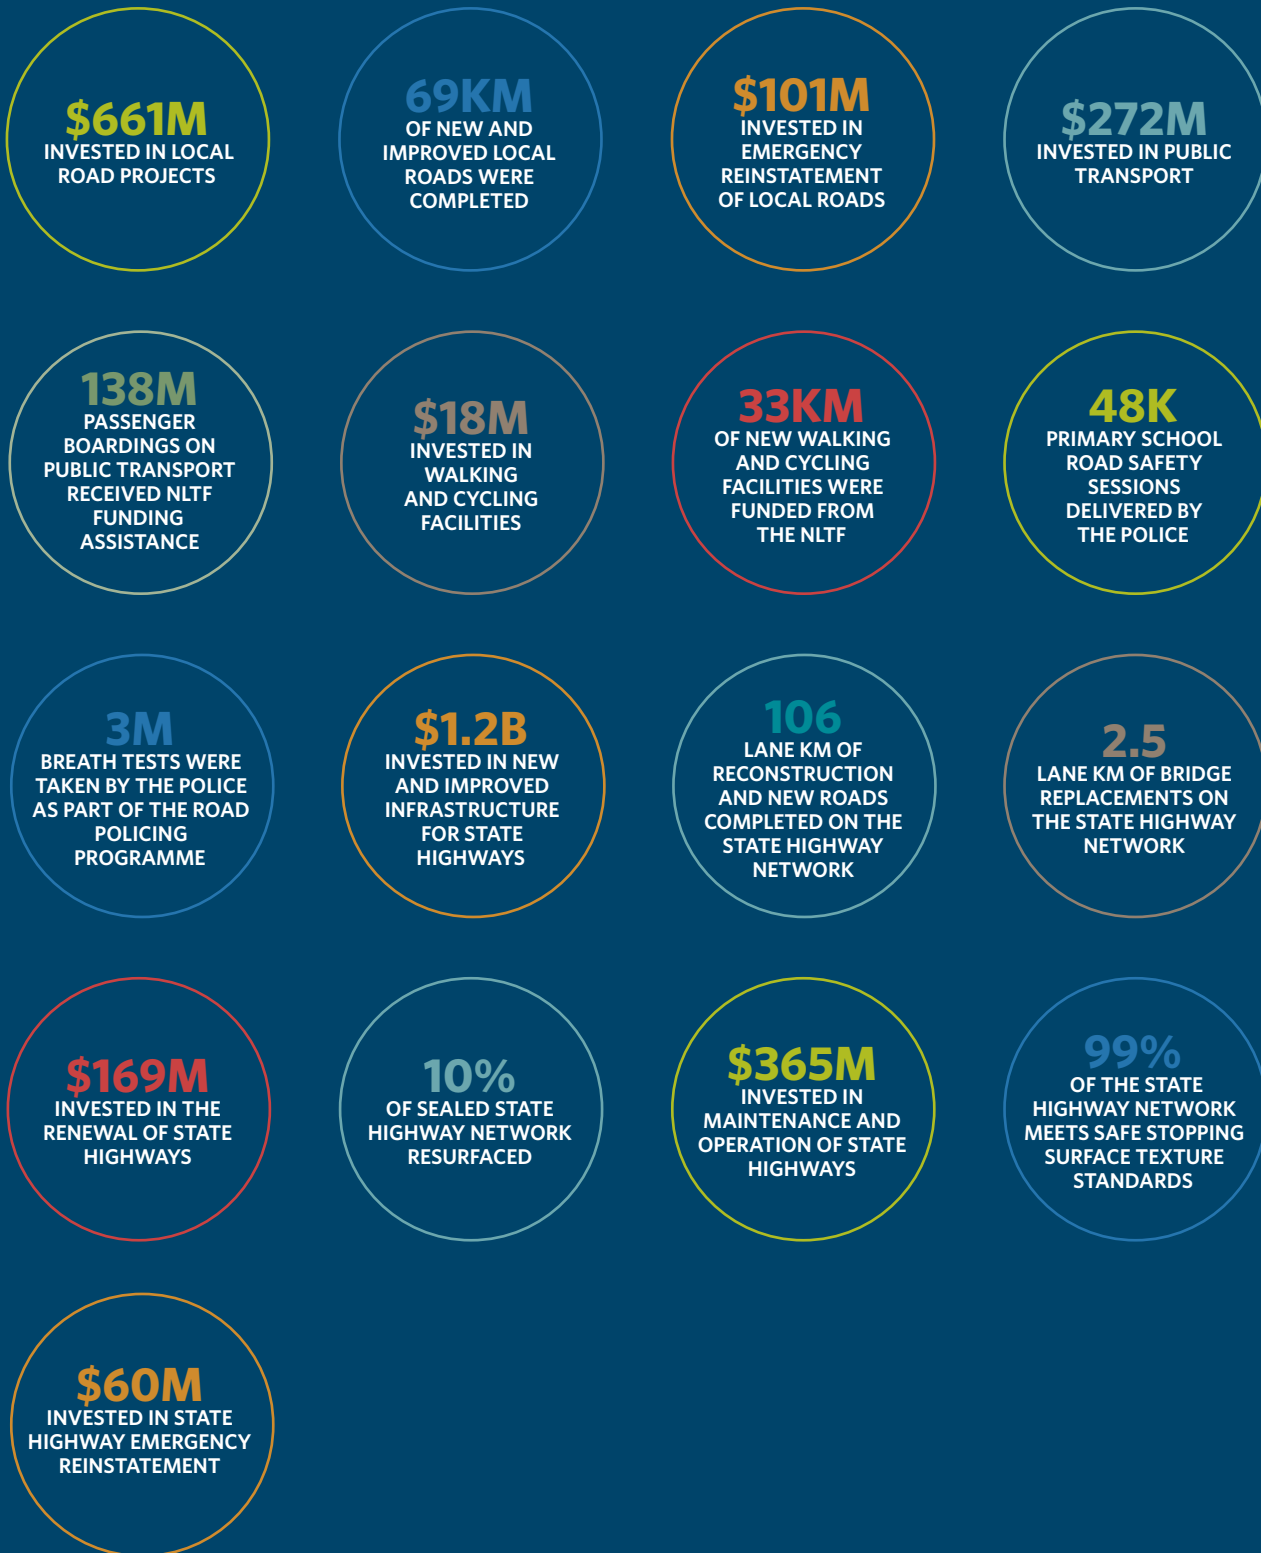 $661M
INVESTED IN LOCAL
ROAD PROJECTS
69KM
OF NEW AND
IMPROVED LOCAL
ROADS WERE
COMPLETED
$101M
INVESTED IN
EMERGENCY
REINSTATEMENT
OF LOCAL ROADS
$272M
INVESTED IN PUBLIC
TRANSPORT
138M
PASSENGER
BOARDINGS ON
PUBLIC TRANSPORT
RECEIVED NLTF
FUNDING
ASSISTANCE
$18M
INVESTED IN
WALKING
AND CYCLING
FACILITIES
33KM
OF NEW WALKING
AND CYCLING
FACILITIES WERE
FUNDED FROM
THE NLTF
48K
PRIMARY SCHOOL
ROAD SAFETY
SESSIONS
DELIVERED BY
THE POLICE
3M
BREATH TESTS WERE
TAKEN BY THE POLICE
AS PART OF THE ROAD
POLICING
PROGRAMME
$1.2B
INVESTED IN NEW
AND IMPROVED
INFRASTRUCTURE
FOR STATE
HIGHWAYS
106
LANE KM OF
RECONSTRUCTION
AND NEW ROADS
COMPLETED ON THE
STATE HIGHWAY
NETWORK
2.5
LANE KM OF BRIDGE
REPLACEMENTS ON
THE STATE HIGHWAY
NETWORK
$169M
INVESTED IN THE
RENEWAL OF STATE
HIGHWAYS
10%
OF SEALED STATE
HIGHWAY NETWORK
RESURFACED
$365M
INVESTED IN
MAINTENANCE AND
OPERATION OF STATE
HIGHWAYS
99%
OF THE STATE
HIGHWAY NETWORK
MEETS SAFE STOPPING
SURFACE TEXTURE
STANDARDS
$60M
INVESTED IN STATE
HIGHWAY EMERGENCY
REINSTATEMENT